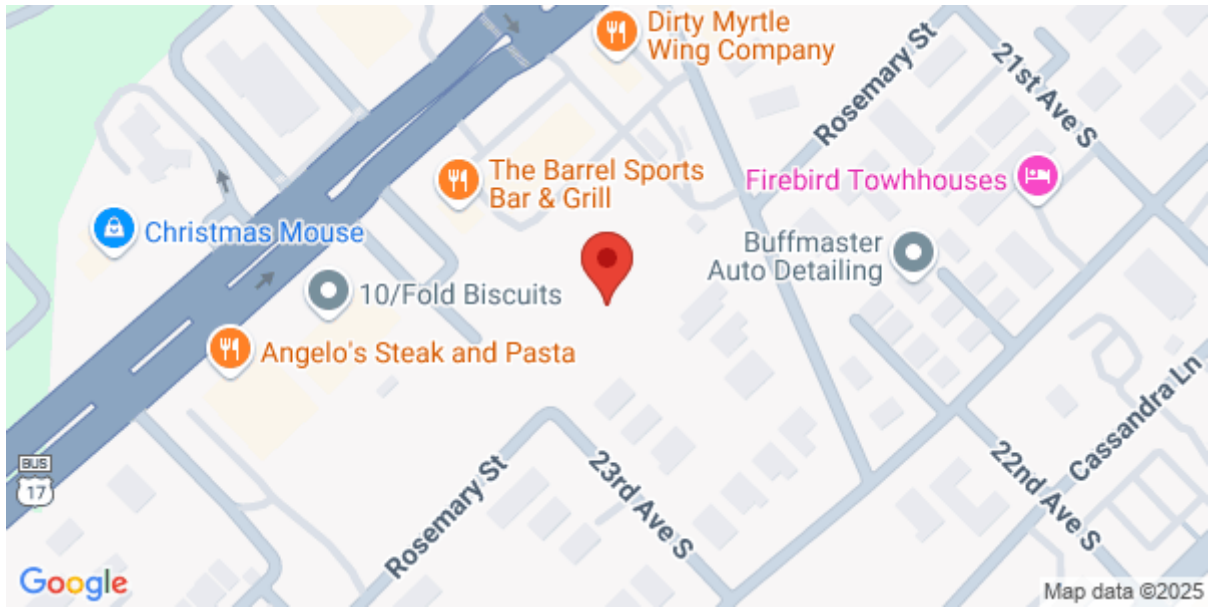 Dirty Myrtle
Wing Company
Rosemary St
21st Ave S
The Barrel Sports
Bar & Grill
Firebird Towhhouses
Christmas Mouse
Buffmaster
Auto Detailing
10/Fold Biscuits
Angelo's Steak and Pasta
Cassandra Ln
BUS
17
Rosemary St
23rd Ave S
22nd Ave S
Google
Map data ©2025